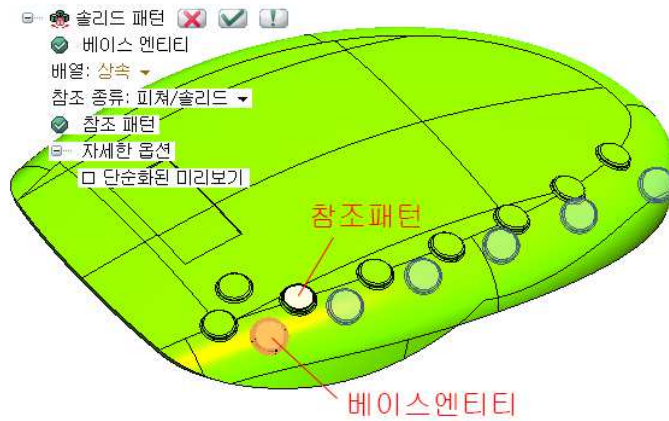 솔리드 패턴
베이스 엔티티
배열: 상속
참조 종류: 피쳐/솔리드
참조 패턴
자세한 옵션
단순화된 미리보기
참조패턴
베이스엔티티